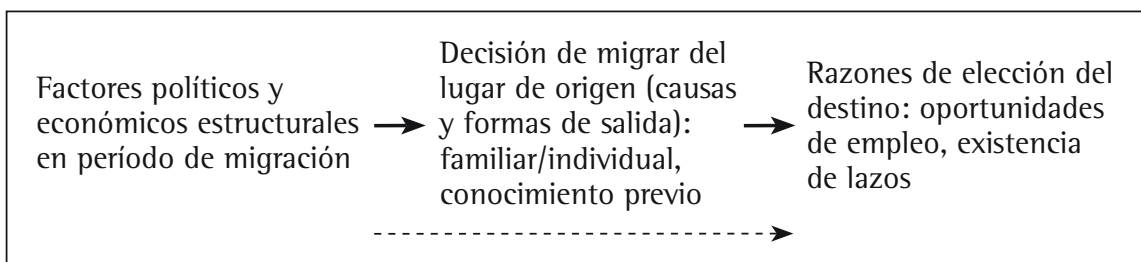 Factores políticos y
económicos estructurales
en período de migración
Decisión de migrar del
lugar de origen (causas
y formas de salida):
familiar/individual,
conocimiento previo
Razones de elección del
destino: oportunidades
de empleo, existencia
de lazos